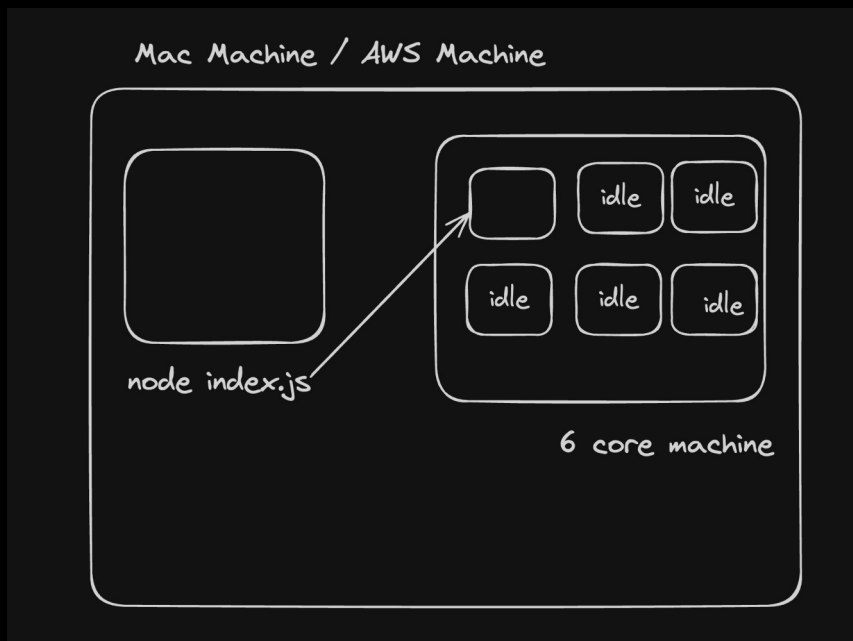 Mac Machine / AWS Machine
idle
idle
idle
idle
idle
node index.js
6 core machine